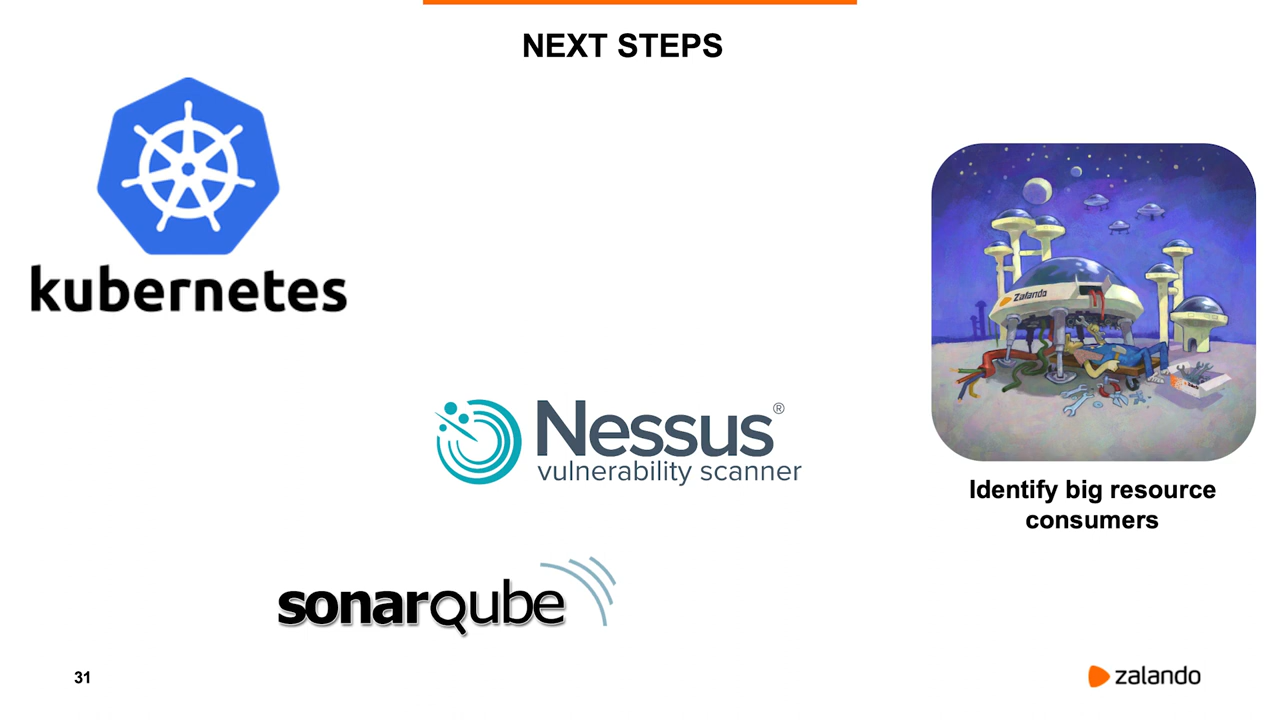 NEXT STEPS
kubernetes
Zalando
Nessus®
vulnerability scanner
Identify big resource
consumers
sonarqube
31
zalando